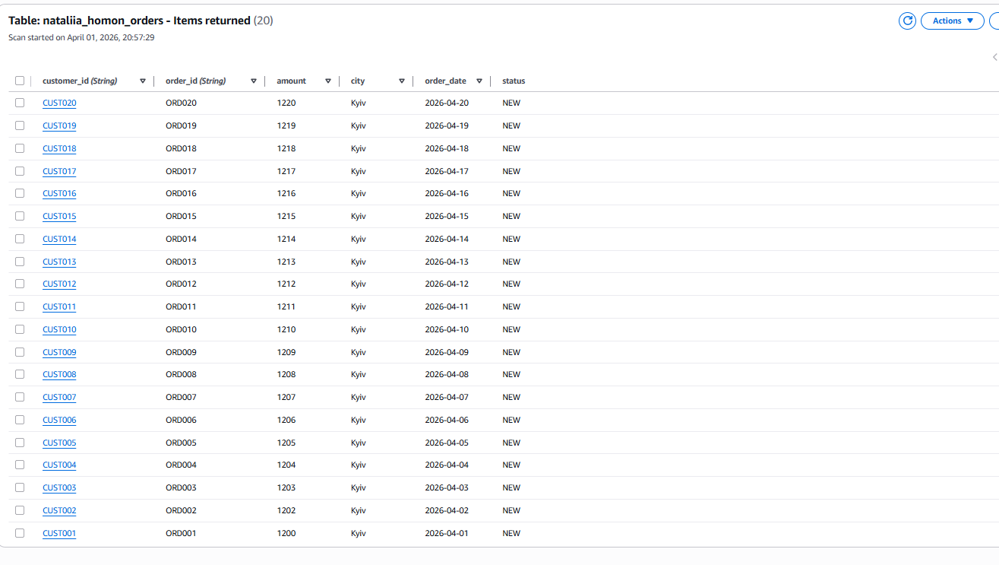 Table: nataliia_homon_orders - Items returned (20)
Actions
Scan started on April 01, 2026, 20:57:29
customer_id (String) order_id (String) amount city order_date status
CUST020 ORD020 1220 Kyiv 2026-04-20 NEW
CUST019 ORD019 1219 Kyiv 2026-04-19 NEW
CUST018 ORD018 1218 Kyiv 2026-04-18 NEW
CUST017 ORD017 1217 Kyiv 2026-04-17 NEW
CUST016 ORD016 1216 Kyiv 2026-04-16 NEW
CUST015 ORD015 1215 Kyiv 2026-04-15 NEW
CUST014 ORD014 1214 Kyiv 2026-04-14 NEW
CUST013 ORD013 1213 Kyiv 2026-04-13 NEW
CUST012 ORD012 1212 Kyiv 2026-04-12 NEW
CUST011 ORD011 1211 Kyiv 2026-04-11 NEW
CUST010 ORD010 1210 Kyiv 2026-04-10 NEW
CUST009 ORD009 1209 Kyiv 2026-04-09 NEW
CUST008 ORD008 1208 Kyiv 2026-04-08 NEW
CUST007 ORD007 1207 Kyiv 2026-04-07 NEW
CUST006 ORD006 1206 Kyiv 2026-04-06 NEW
CUST005 ORD005 1205 Kyiv 2026-04-05 NEW
CUST004 ORD004 1204 Kyiv 2026-04-04 NEW
CUST003 ORD003 1203 Kyiv 2026-04-03 NEW
CUST002 ORD002 1202 Kyiv 2026-04-02 NEW
CUST001 ORD001 1200 Kyiv 2026-04-01 NEW